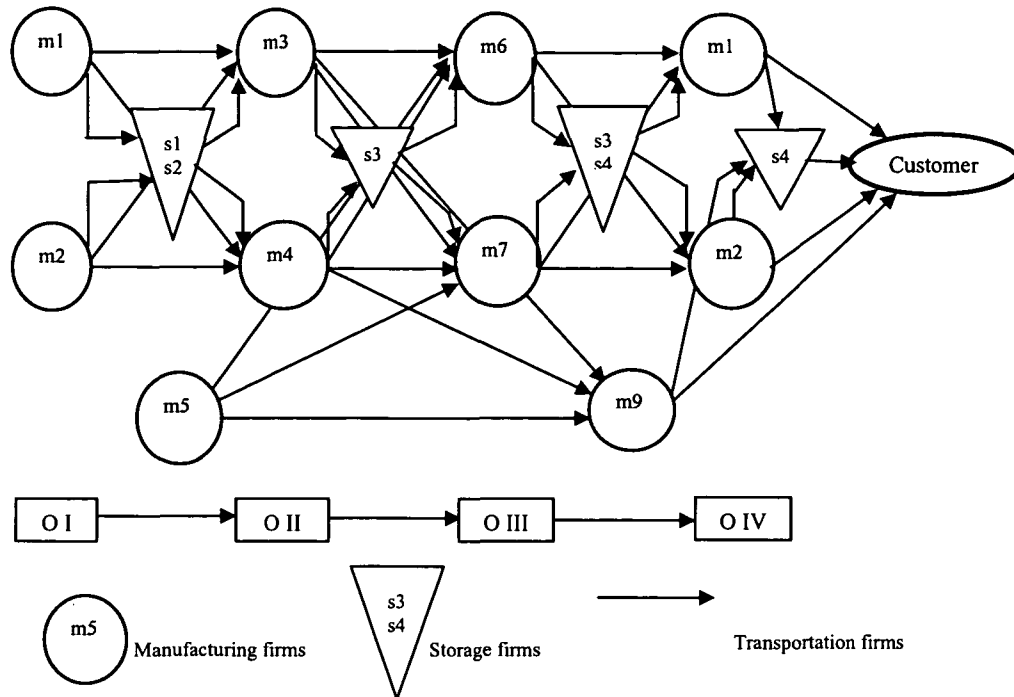 m1
m3
m6
m1
s1
s2
s3
s3
s4
s4
Customer
m2
m4
m7
m2
m5
m9
O I
O II
O III
O IV
m5
Manufacturing firms
s3
s4
Storage firms
Transportation firms